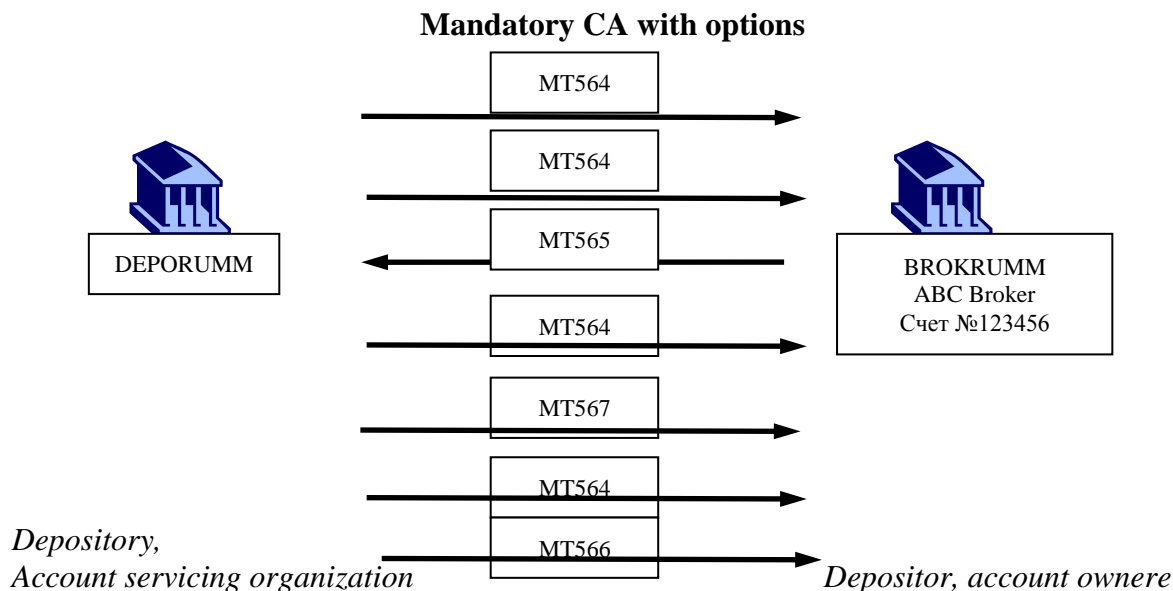 Mandatory CA with options
MT564
MT564
MT565
DEPORUMM
BROKRUMM
ABC Broker
Счет №123456
MT564
MT567
MT564
MT566
Depository,
Account servicing organization
Depositor, account ownere